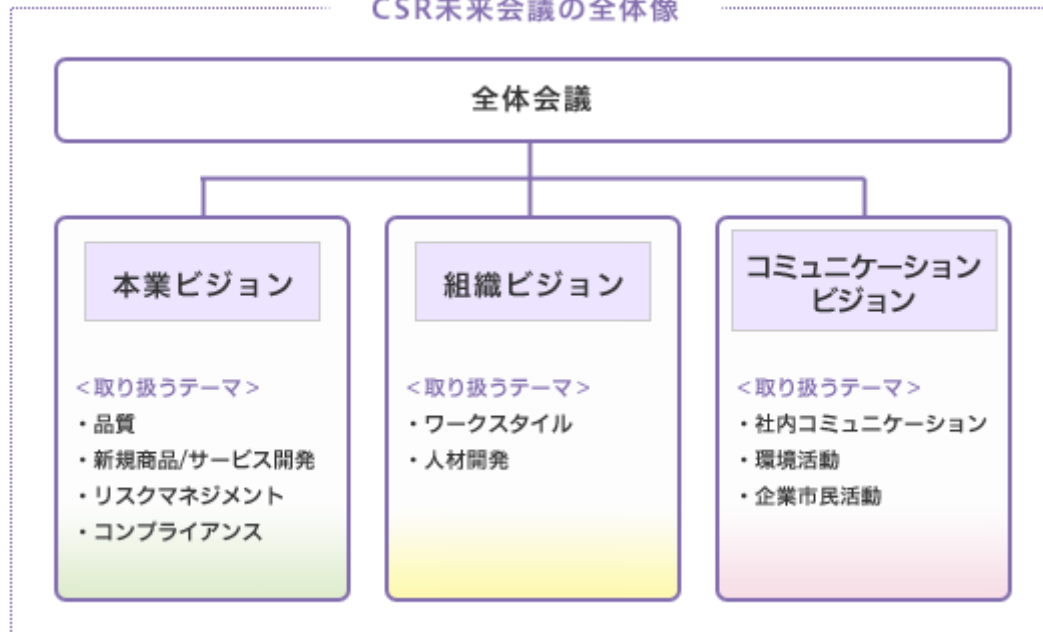 CSR未来会議の全体像
全体会議
本業ビジョン
<取り扱うテーマ>
・品質
・新規商品/サービス開発
・リスクマネジメント
・コンプライアンス
組織ビジョン
<取り扱うテーマ>
・ワークスタイル
・人材開発
コミュニケーション
ビジョン
<取り扱うテーマ>
・社内コミュニケーション
・環境活動
・企業市民活動